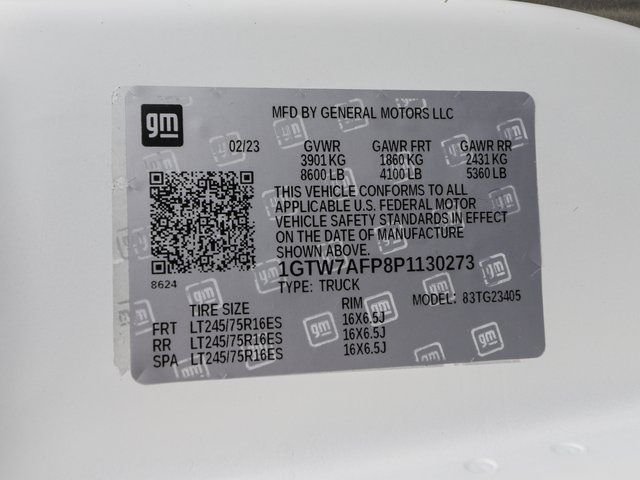 gm
MFD BY GENERAL MOTORS LLC
02/23 GVWR GAWR FRT GAWR RR
3901 KG 1860 KG 2431 KG
8600 LB 4100 LB 5360 LB
THIS VEHICLE CONFORMS TO ALL
APPLICABLE U.S. FEDERAL MOTOR
VEHICLE SAFETY STANDARDS IN EFFECT
ON THE DATE OF MANUFACTURE
SHOWN ABOVE.
8624 1GTW7AFP8P1130273
TYPE: TRUCK MODEL: 83TG23405
TIRE SIZE RIM
FRT LT245/75R16ES 16X6.5J
RR LT245/75R16ES 16X6.5J
SPA LT245/75R16ES 16X6.5J